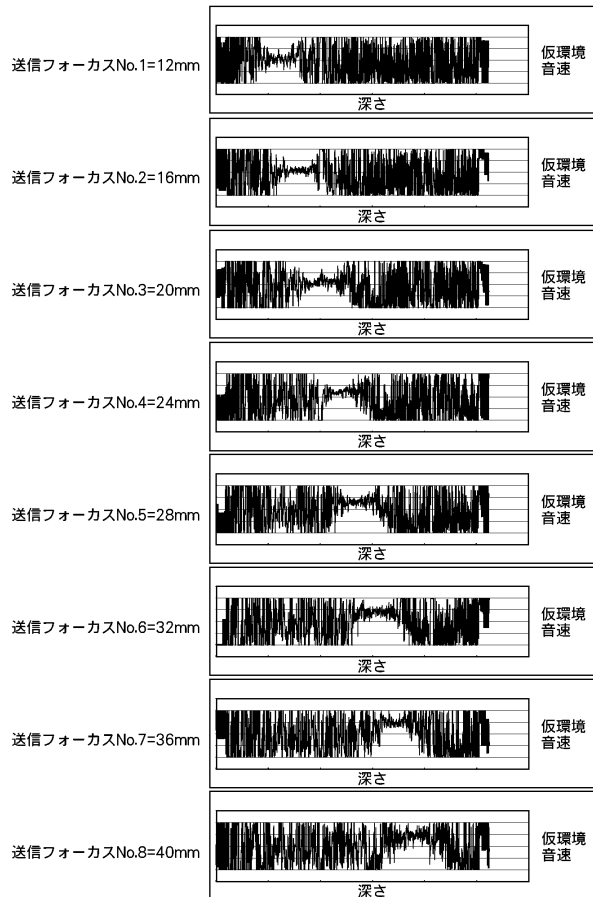 送信フォーカスNo.1=12mm
仮環境
音速
深さ
送信フォーカスNo.2=16mm
仮環境
音速
深さ
送信フォーカスNo.3=20mm
仮環境
音速
深さ
送信フォーカスNo.4=24mm
仮環境
音速
深さ
送信フォーカスNo.5=28mm
仮環境
音速
深さ
送信フォーカスNo.6=32mm
仮環境
音速
深さ
送信フォーカスNo.7=36mm
仮環境
音速
深さ
送信フォーカスNo.8=40mm
仮環境
音速
深さ